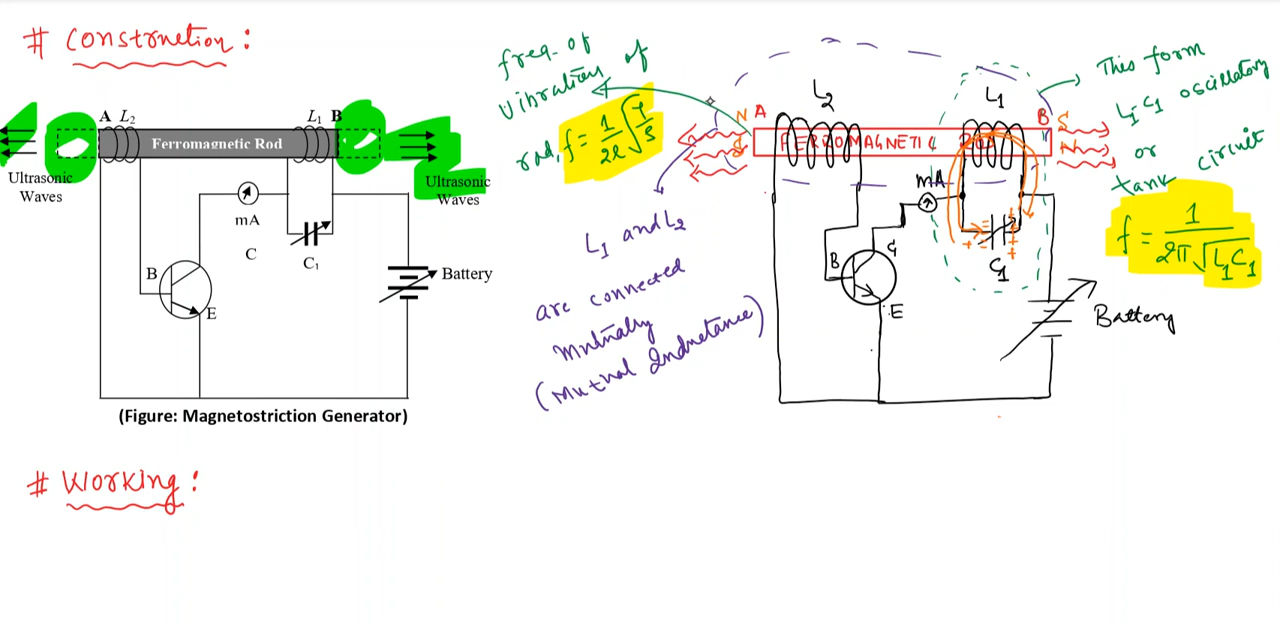 # Construction:
A L₂
L₁ B
Ferromagnetic Rod
Ultrasonic
Waves
Ultrasonic
Waves
mA
C
C₁
B
E
Battery
(Figure: Magnetostriction Generator)
# Working:
freq. of
vibration of
rod, f = 1/2l √Y/ρ
L₁ and L₂
are connected
mutually
(Mutual Inductance)
L₂
L₁
N A
S
FERROMAGNETIC ROD
B S
N
mA
B
C
E
C₁
Battery
This form
L₁C₁ oscillatory
or
tank circuit
f = 1/2π√L₁C₁